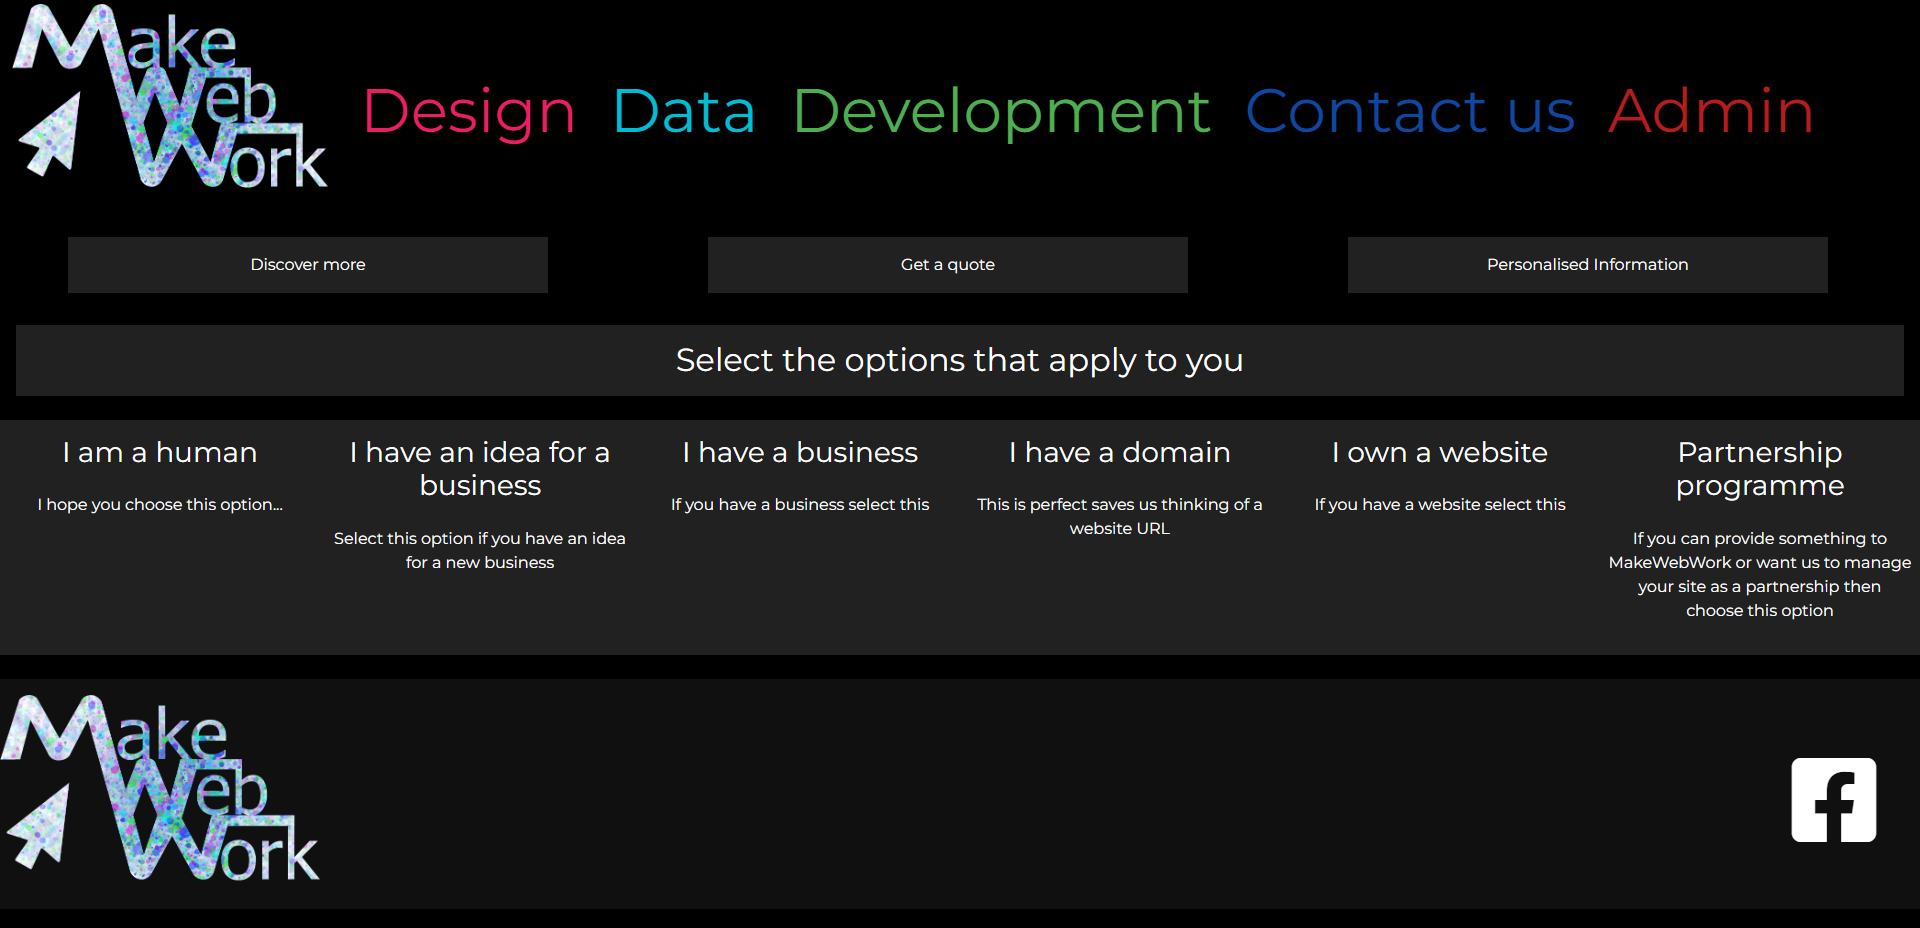 Make
Web
Work
Design Data Development Contact us Admin
Discover more
Get a quote
Personalised Information
Select the options that apply to you
I am a human
I hope you choose this option...
I have an idea for a
business
Select this option if you have an idea
for a new business
I have a business
If you have a business select this
I have a domain
This is perfect saves us thinking of a
website URL
I own a website
If you have a website select this
Partnership
programme
If you can provide something to
MakeWebWork or want us to manage
your site as a partnership then
choose this option
Make
Web
Work